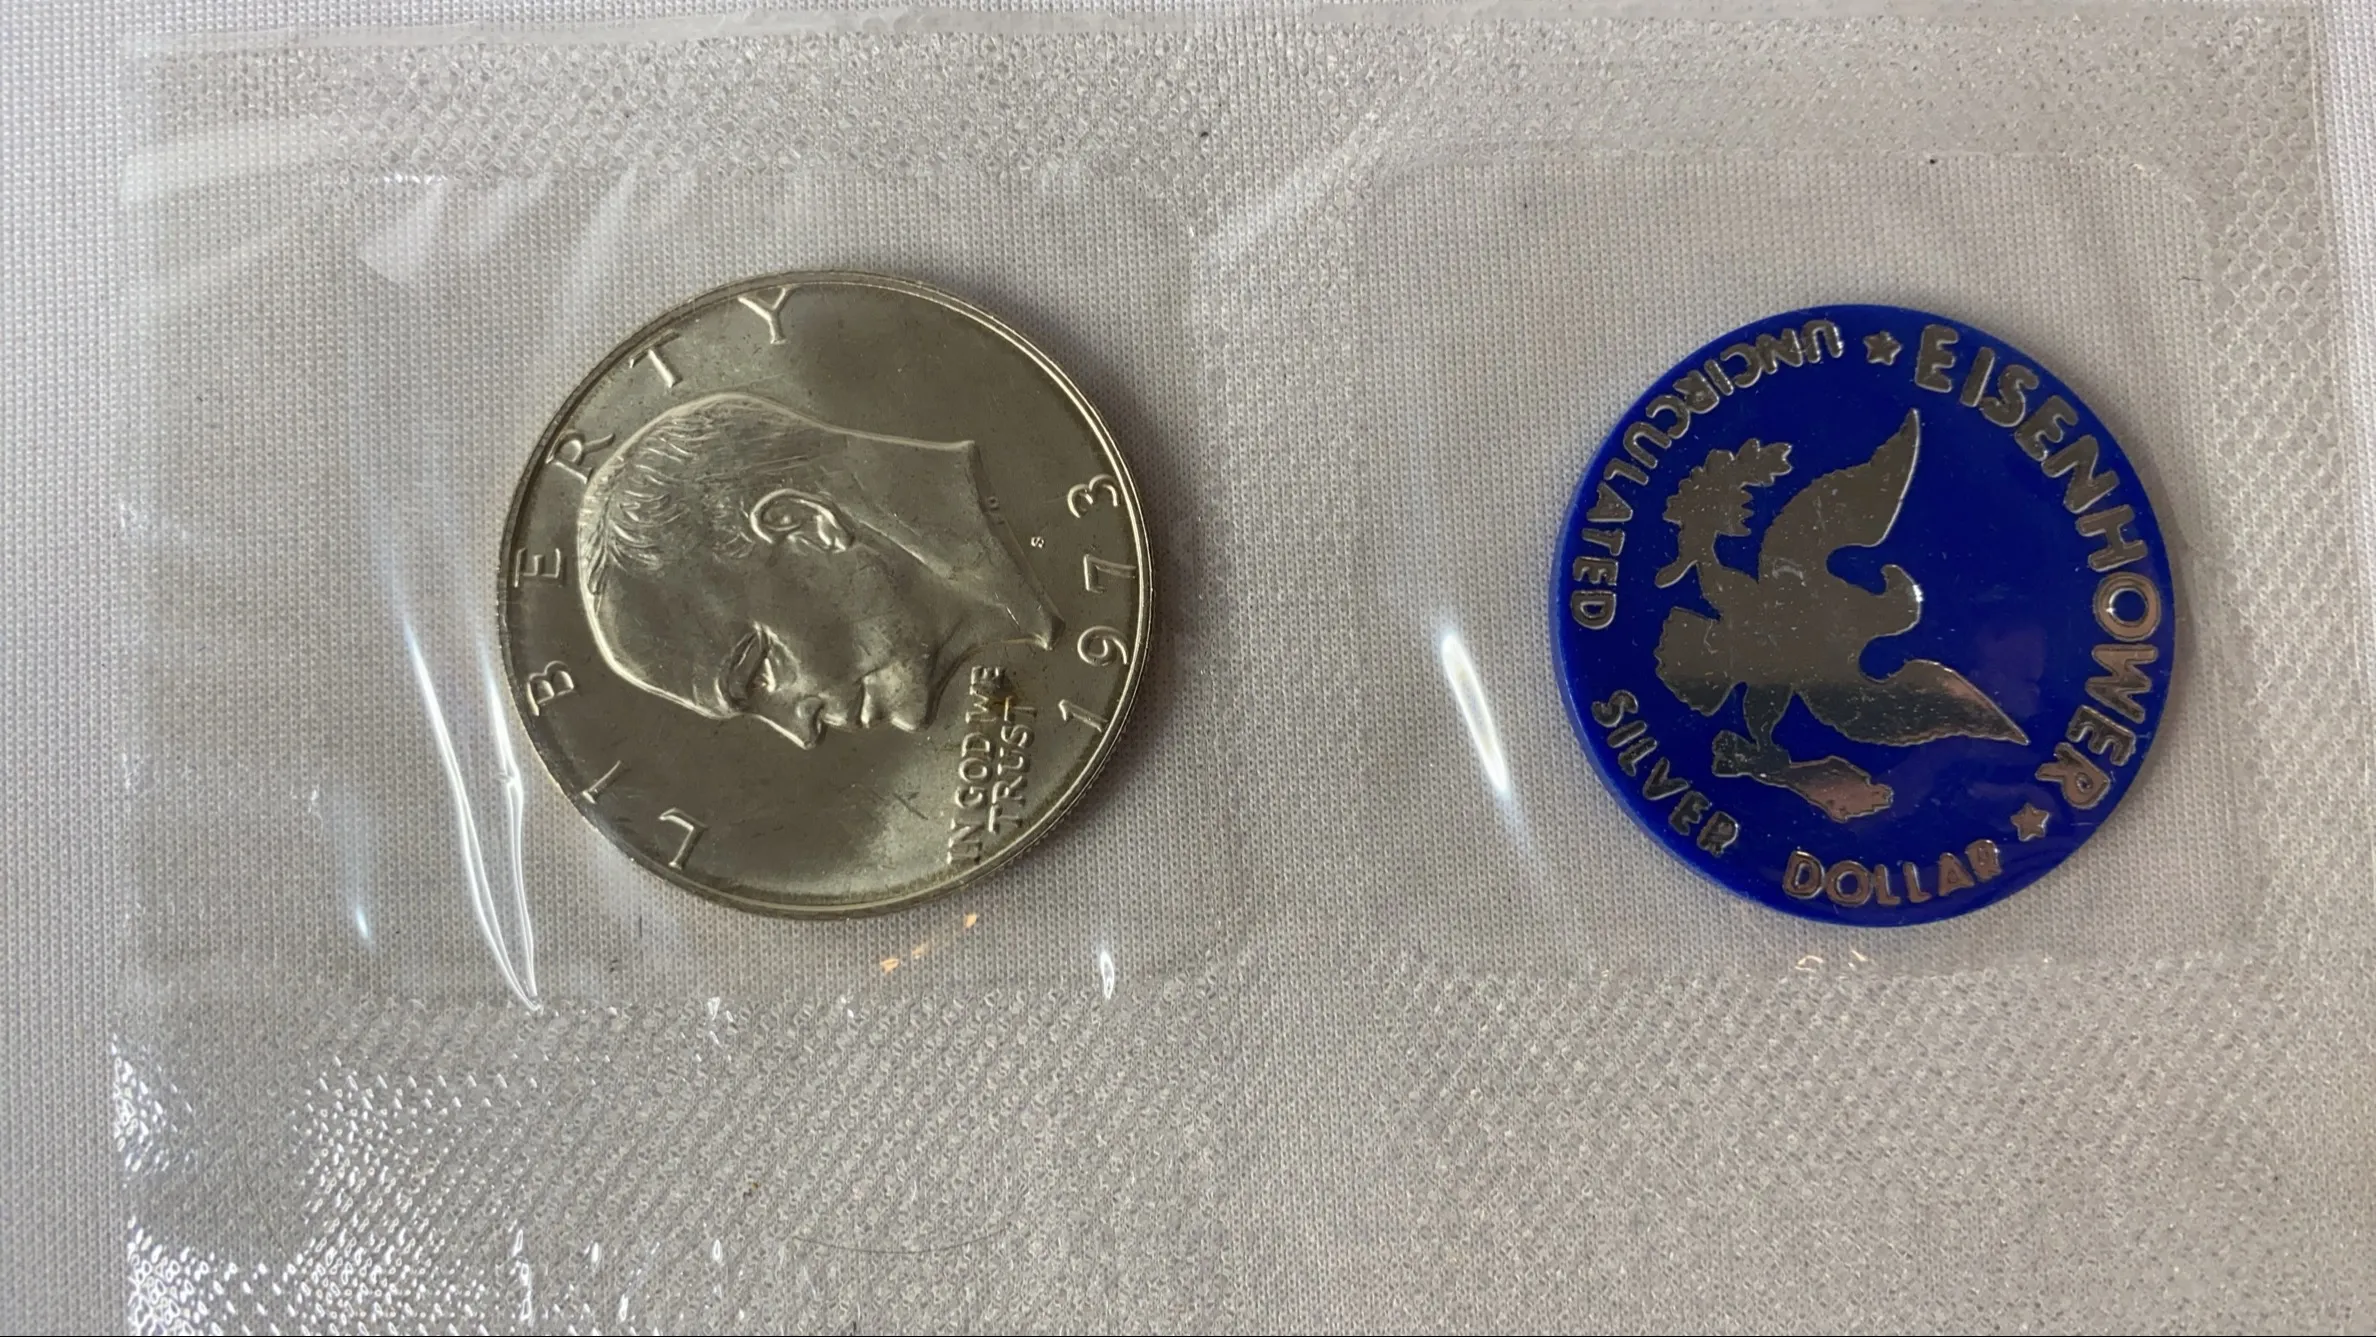 LIBERTY
IN GOD WE
TRUST
S
1973
★ EISENHOWER ★
UNCIRCULATED SILVER DOLLAR